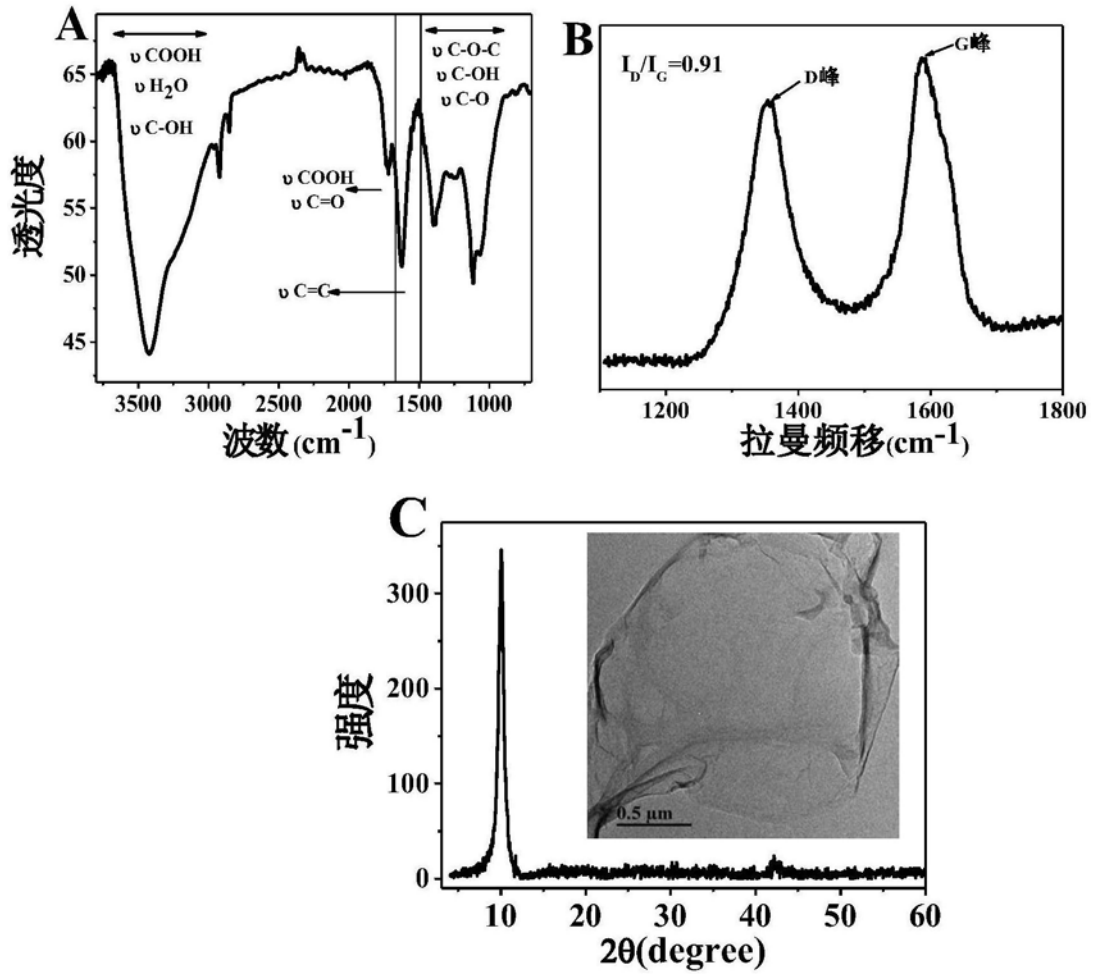 A
υ COOH
υ H₂O
υ C-OH
υ C-O-C
υ C-OH
υ C-O
υ COOH
υ C=O
υ C=C
65
60
55
50
45
透光度
3500 3000 2500 2000 1500 1000
波数(cm⁻¹)
B
I_D/I_G=0.91
D峰
G峰
1200 1400 1600 1800
拉曼频移(cm⁻¹)
C
300
200
100
0
强度
0.5 μm
10 20 30 40 50 60
2θ(degree)